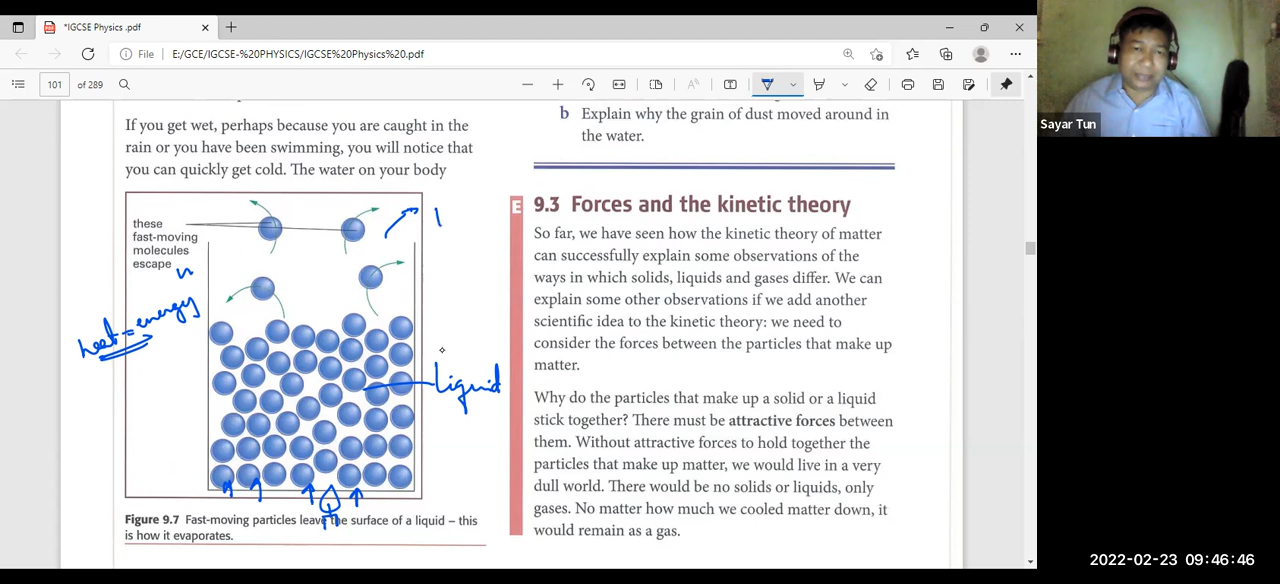 *IGCSE Physics .pdf
File
E:/GCE/IGCSE-%20PHYSICS/IGCSE%20Physics%20.pdf
101 of 289
If you get wet, perhaps because you are caught in the
rain or you have been swimming, you will notice that
you can quickly get cold. The water on your body
these
fast-moving
molecules
escape
heat = energy
liquid
Figure 9.7 Fast-moving particles leave the surface of a liquid – this
is how it evaporates.
b Explain why the grain of dust moved around in
the water.
E 9.3 Forces and the kinetic theory
So far, we have seen how the kinetic theory of matter
can successfully explain some observations of the
ways in which solids, liquids and gases differ. We can
explain some other observations if we add another
scientific idea to the kinetic theory: we need to
consider the forces between the particles that make up
matter.
Why do the particles that make up a solid or a liquid
stick together? There must be attractive forces between
them. Without attractive forces to hold together the
particles that make up matter, we would live in a very
dull world. There would be no solids or liquids, only
gases. No matter how much we cooled matter down, it
would remain as a gas.
Sayar Tun
2022-02-23 09:46:46